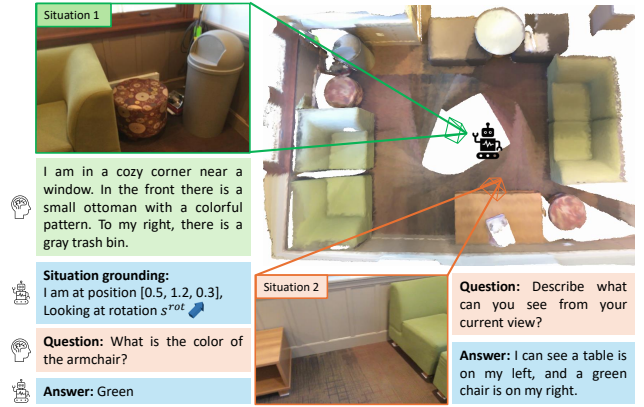 Situation 1
I am in a cozy corner near a
window. In the front there is a
small ottoman with a colorful
pattern. To my right, there is a
gray trash bin.
Situation grounding:
I am at position [0.5, 1.2, 0.3],
Looking at rotation s^rot
Question: What is the color of
the armchair?
Answer: Green
Situation 2
Question: Describe what
can you see from your
current view?
Answer: I can see a table is
on my left, and a green
chair is on my right.